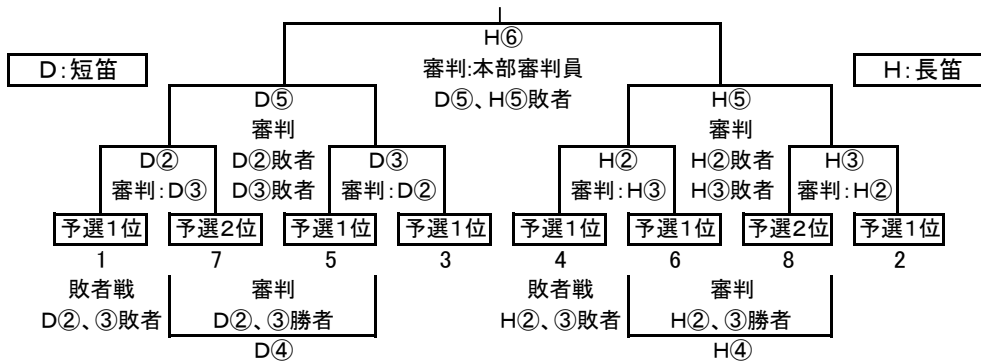 H⑥
D:短笛
審判:本部審判員
H:長笛
D⑤、H⑤敗者
D⑤
H⑤
審判
審判
D②
D②敗者
D③
H②
H②敗者
H③
審判:D③
D③敗者
審判:D②
審判:H③
H③敗者
審判:H②
予選1位
予選2位
予選1位
予選1位
予選1位
予選1位
予選2位
予選1位
1
7
5
3
4
6
8
2
敗者戦
審判
敗者戦
審判
D②、③敗者
D②、③勝者
H②、③敗者
H②、③勝者
D④
H④